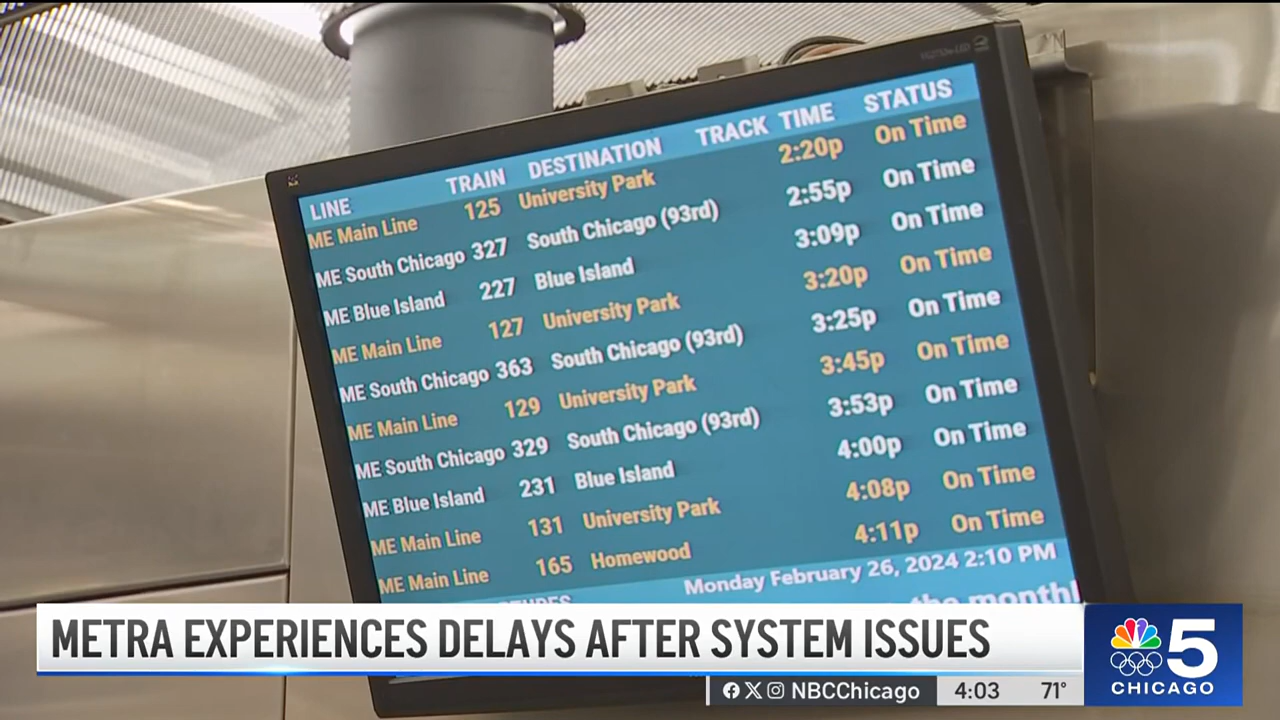 LINE TRAIN DESTINATION TRACK TIME STATUS
ME Main Line 125 University Park 2:20p On Time
ME South Chicago 327 South Chicago (93rd) 2:55p On Time
ME Blue Island 227 Blue Island 3:09p On Time
ME Main Line 127 University Park 3:20p On Time
ME South Chicago 363 South Chicago (93rd) 3:25p On Time
ME Main Line 129 University Park 3:45p On Time
ME South Chicago 329 South Chicago (93rd) 3:53p On Time
ME Blue Island 231 Blue Island 4:00p On Time
ME Main Line 131 University Park 4:08p On Time
ME Main Line 165 Homewood 4:11p On Time
Monday February 26, 2024 2:10 PM
the monthl
METRA EXPERIENCES DELAYS AFTER SYSTEM ISSUES
5
CHICAGO
NBCChicago 4:03 71°